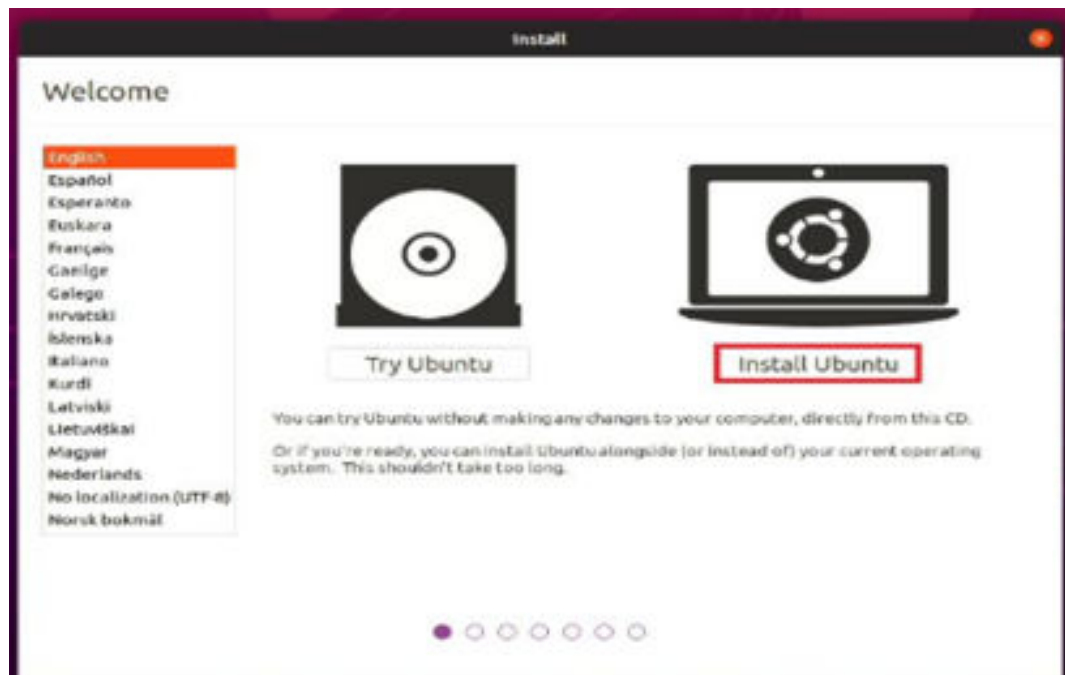 Install
Welcome
English
Español
Esperanto
Euskara
Français
Gaeilge
Galego
Hrvatski
Íslenska
Italiano
Kurdî
Latviski
Lietuviškai
Magyar
Nederlands
No localization (UTF-8)
Norsk bokmål
Try Ubuntu
Install Ubuntu
You can try Ubuntu without making any changes to your computer, directly from this CD.
Or if you're ready, you can install Ubuntu alongside (or instead of) your current operating
system. This shouldn't take too long.